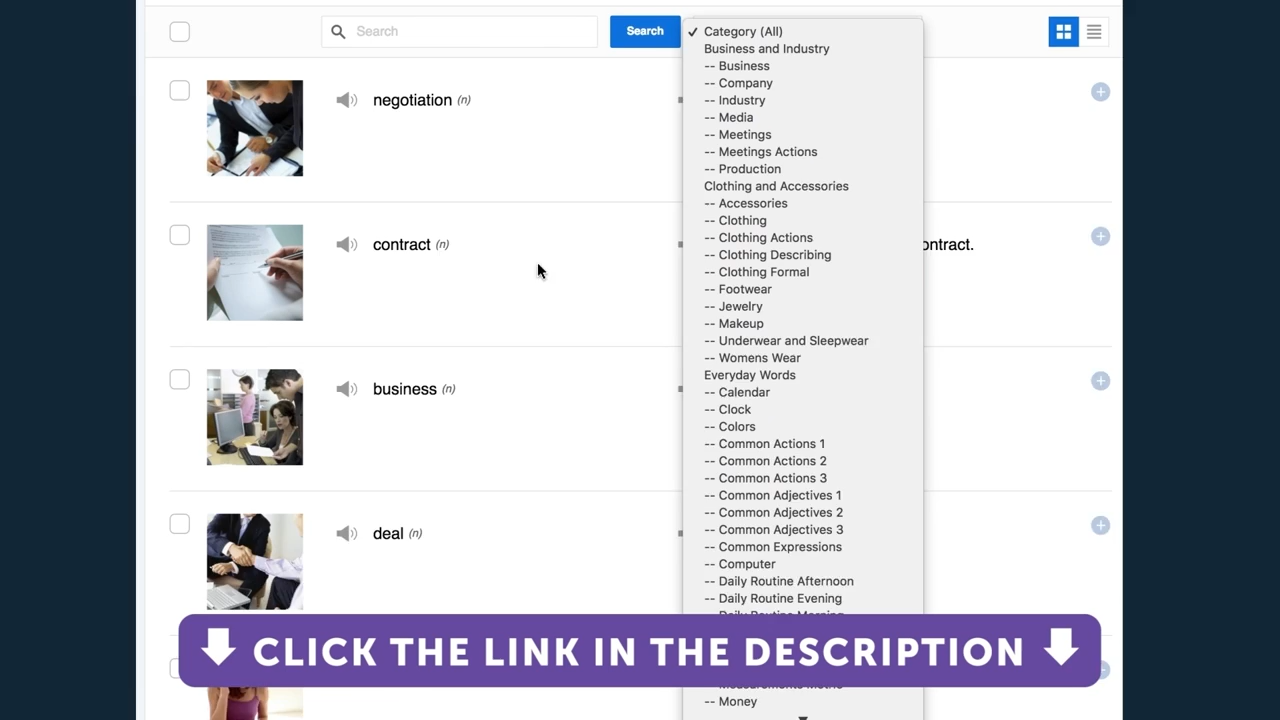 Search
Search
✓ Category (All)
Business and Industry
-- Business
-- Company
-- Industry
-- Media
-- Meetings
-- Meetings Actions
-- Production
Clothing and Accessories
-- Accessories
-- Clothing
-- Clothing Actions
-- Clothing Describing
-- Clothing Formal
-- Footwear
-- Jewelry
-- Makeup
-- Underwear and Sleepwear
-- Womens Wear
Everyday Words
-- Calendar
-- Clock
-- Colors
-- Common Actions 1
-- Common Actions 2
-- Common Actions 3
-- Common Adjectives 1
-- Common Adjectives 2
-- Common Adjectives 3
-- Common Expressions
-- Computer
-- Daily Routine Afternoon
-- Daily Routine Evening
-- Daily Routine Morning
-- Money
negotiation (n)
contract (n)
ontract.
business (n)
deal (n)
CLICK THE LINK IN THE DESCRIPTION